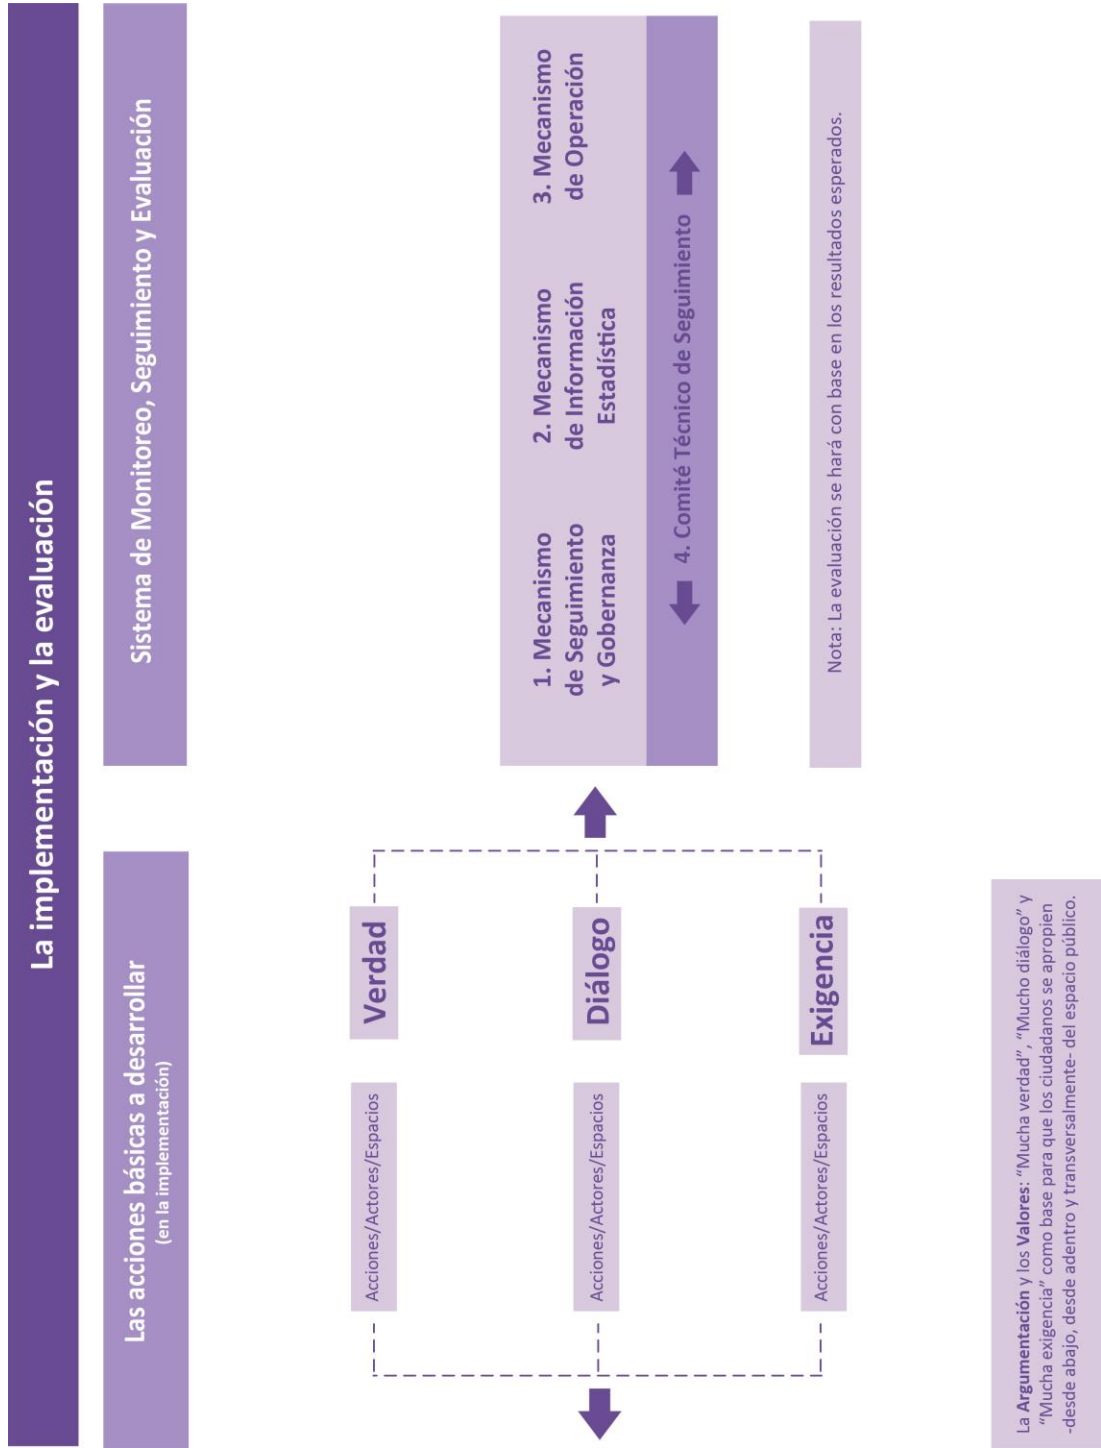 La implementación y la evaluación
Las acciones básicas a desarrollar
(en la implementación)
Acciones/Actores/Espacios
Verdad
Acciones/Actores/Espacios
Diálogo
Acciones/Actores/Espacios
Exigencia
La Argumentación y los Valores: “Mucha verdad”, “Mucho diálogo” y
“Mucha exigencia” como base para que los ciudadanos se apropien
-desde abajo, desde adentro y transversalmente- del espacio público.
Sistema de Monitoreo, Seguimiento y Evaluación
1. Mecanismo
de Seguimiento
y Gobernanza
2. Mecanismo
de Información
Estadística
3. Mecanismo
de Operación
4. Comité Técnico de Seguimiento
Nota: La evaluación se hará con base en los resultados esperados.